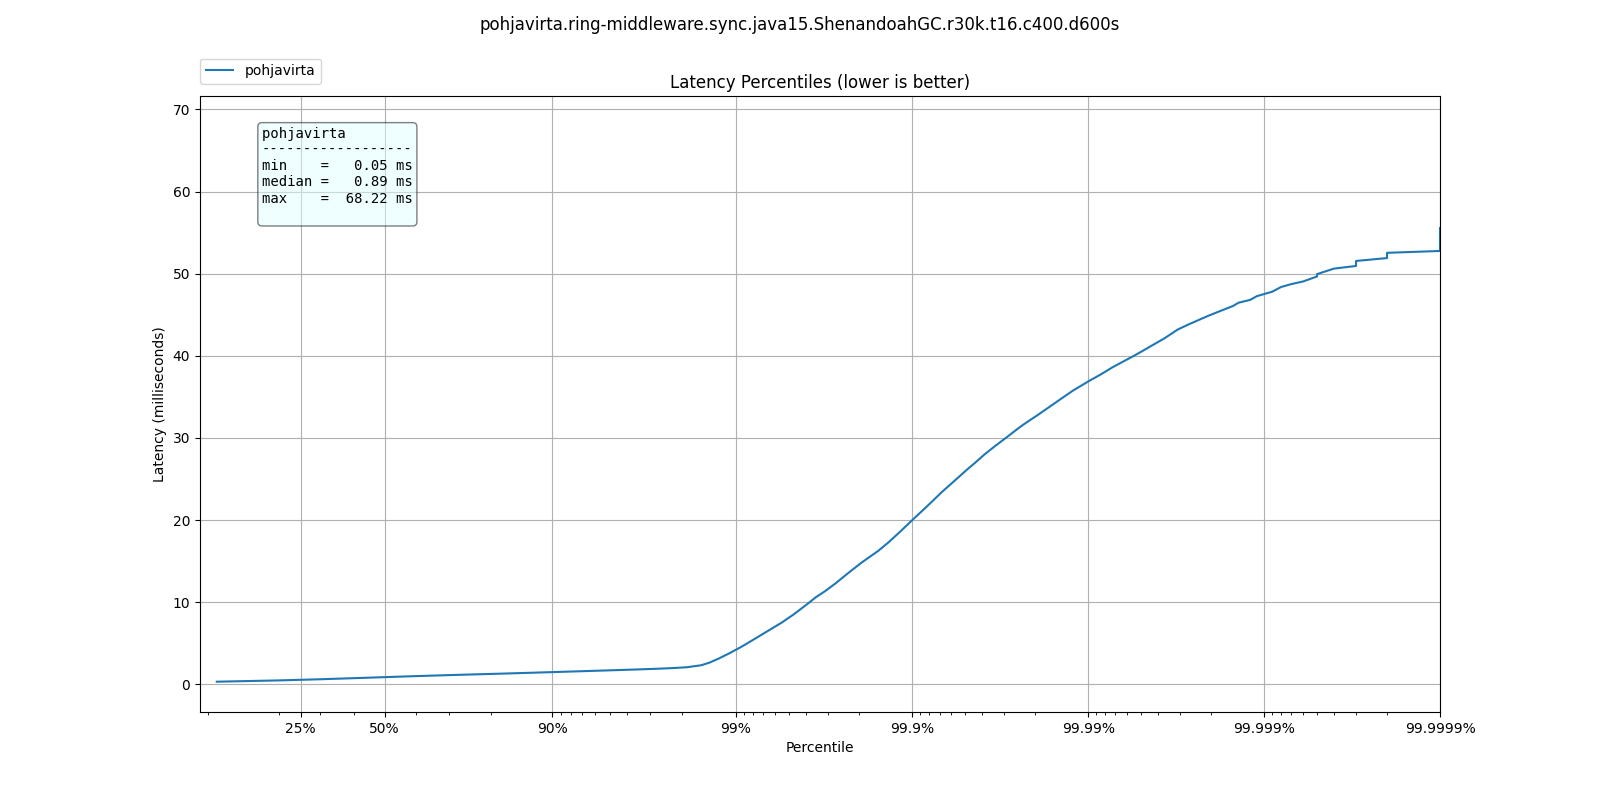 pohjavirta.ring-middleware.sync.java15.ShenandoahGC.r30k.t16.c400.d600s
pohjavirta
Latency Percentiles (lower is better)
70
60
50
40
30
20
10
0
Latency (milliseconds)
pohjavirta
------------------
min    =   0.05 ms
median =   0.89 ms
max    =  68.22 ms
25% 50% 90% 99% 99.9% 99.99% 99.999% 99.9999%
Percentile